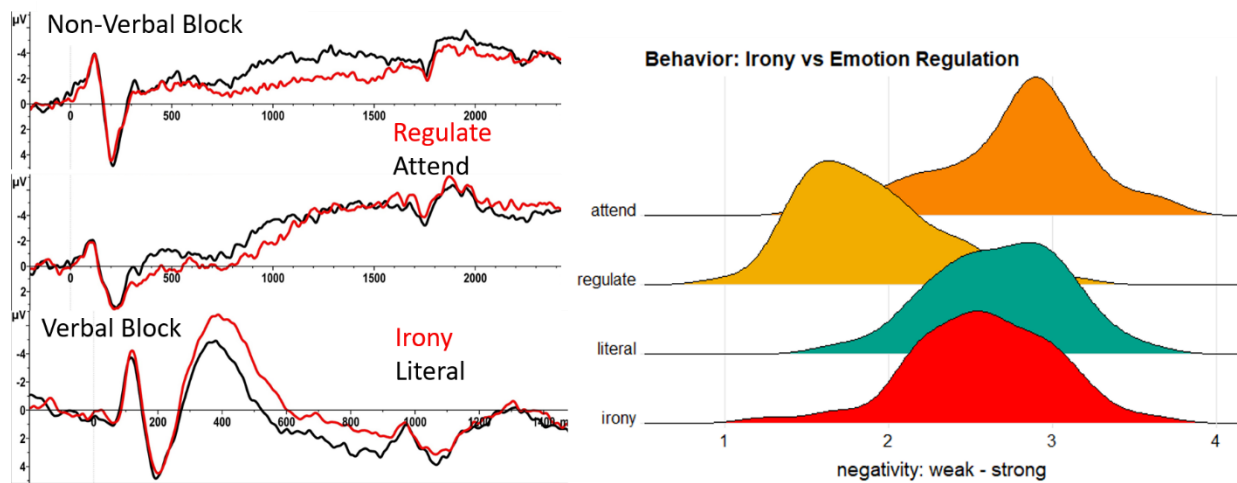 µV
Non-Verbal Block
-4
-2
0
2
4
0
500
1000
1500
2000
Regulate
Attend
µV
-4
-2
0
2
0
500
1000
1500
2000
µV
Verbal Block
Irony
Literal
-4
-2
0
2
4
0
200
400
600
800
1000
Behavior: Irony vs Emotion Regulation
attend
regulate
literal
irony
1
2
3
4
negativity: weak - strong